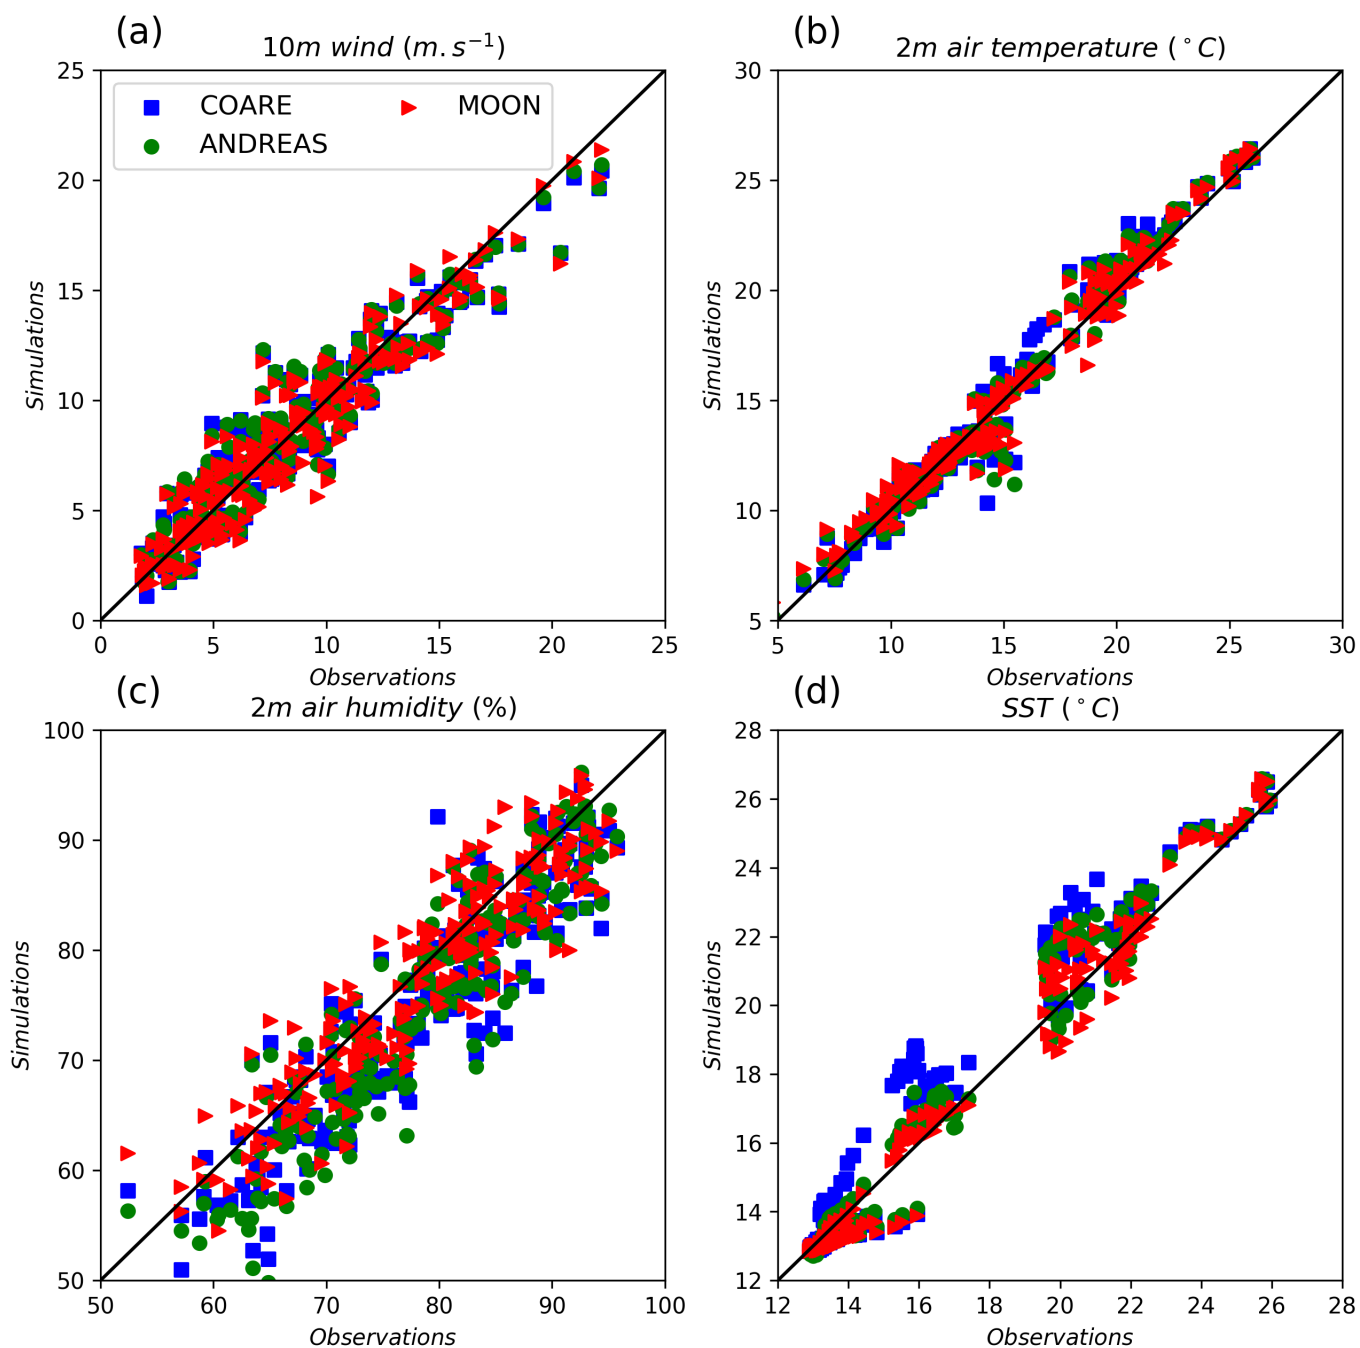 (a)
10m wind (m.s⁻¹)
25
20
15
10
5
0
0 5 10 15 20 25
Simulations
Observations
COARE
ANDREAS
MOON
(b)
2m air temperature (°C)
30
25
20
15
10
5
5 10 15 20 25 30
Simulations
Observations
(c)
2m air humidity (%)
100
90
80
70
60
50
50 60 70 80 90 100
Simulations
Observations
(d)
SST (°C)
28
26
24
22
20
18
16
14
12
12 14 16 18 20 22 24 26 28
Simulations
Observations